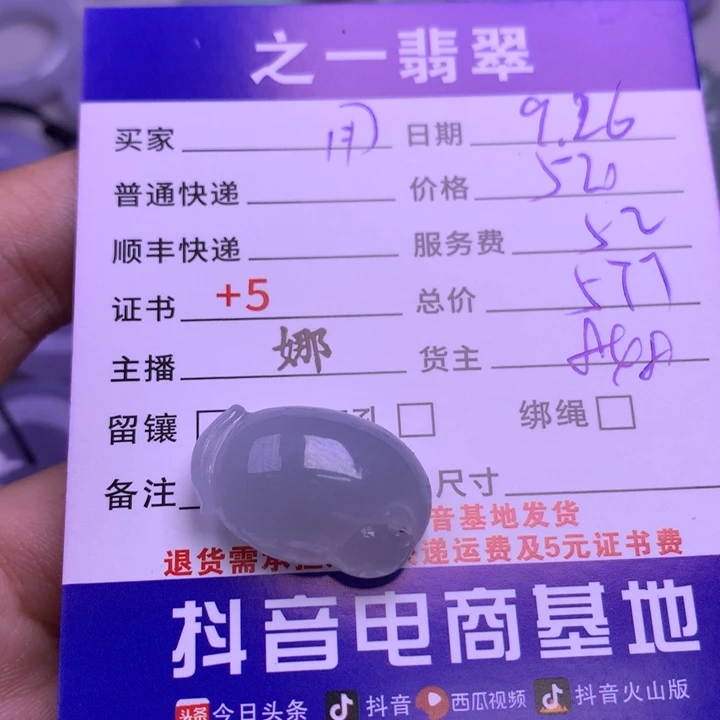 之一翡翠
买家 日期 9.26
普通快递 价格 520
顺丰快递 服务费 52
证书 +5 总价 577
主播 娜 货主
留镶 孔 绑绳
备注 尺寸
音基地发货
退货需承 递运费及5元证书费
抖音电商基地
头条 今日头条 抖音 西瓜视频 抖音火山版